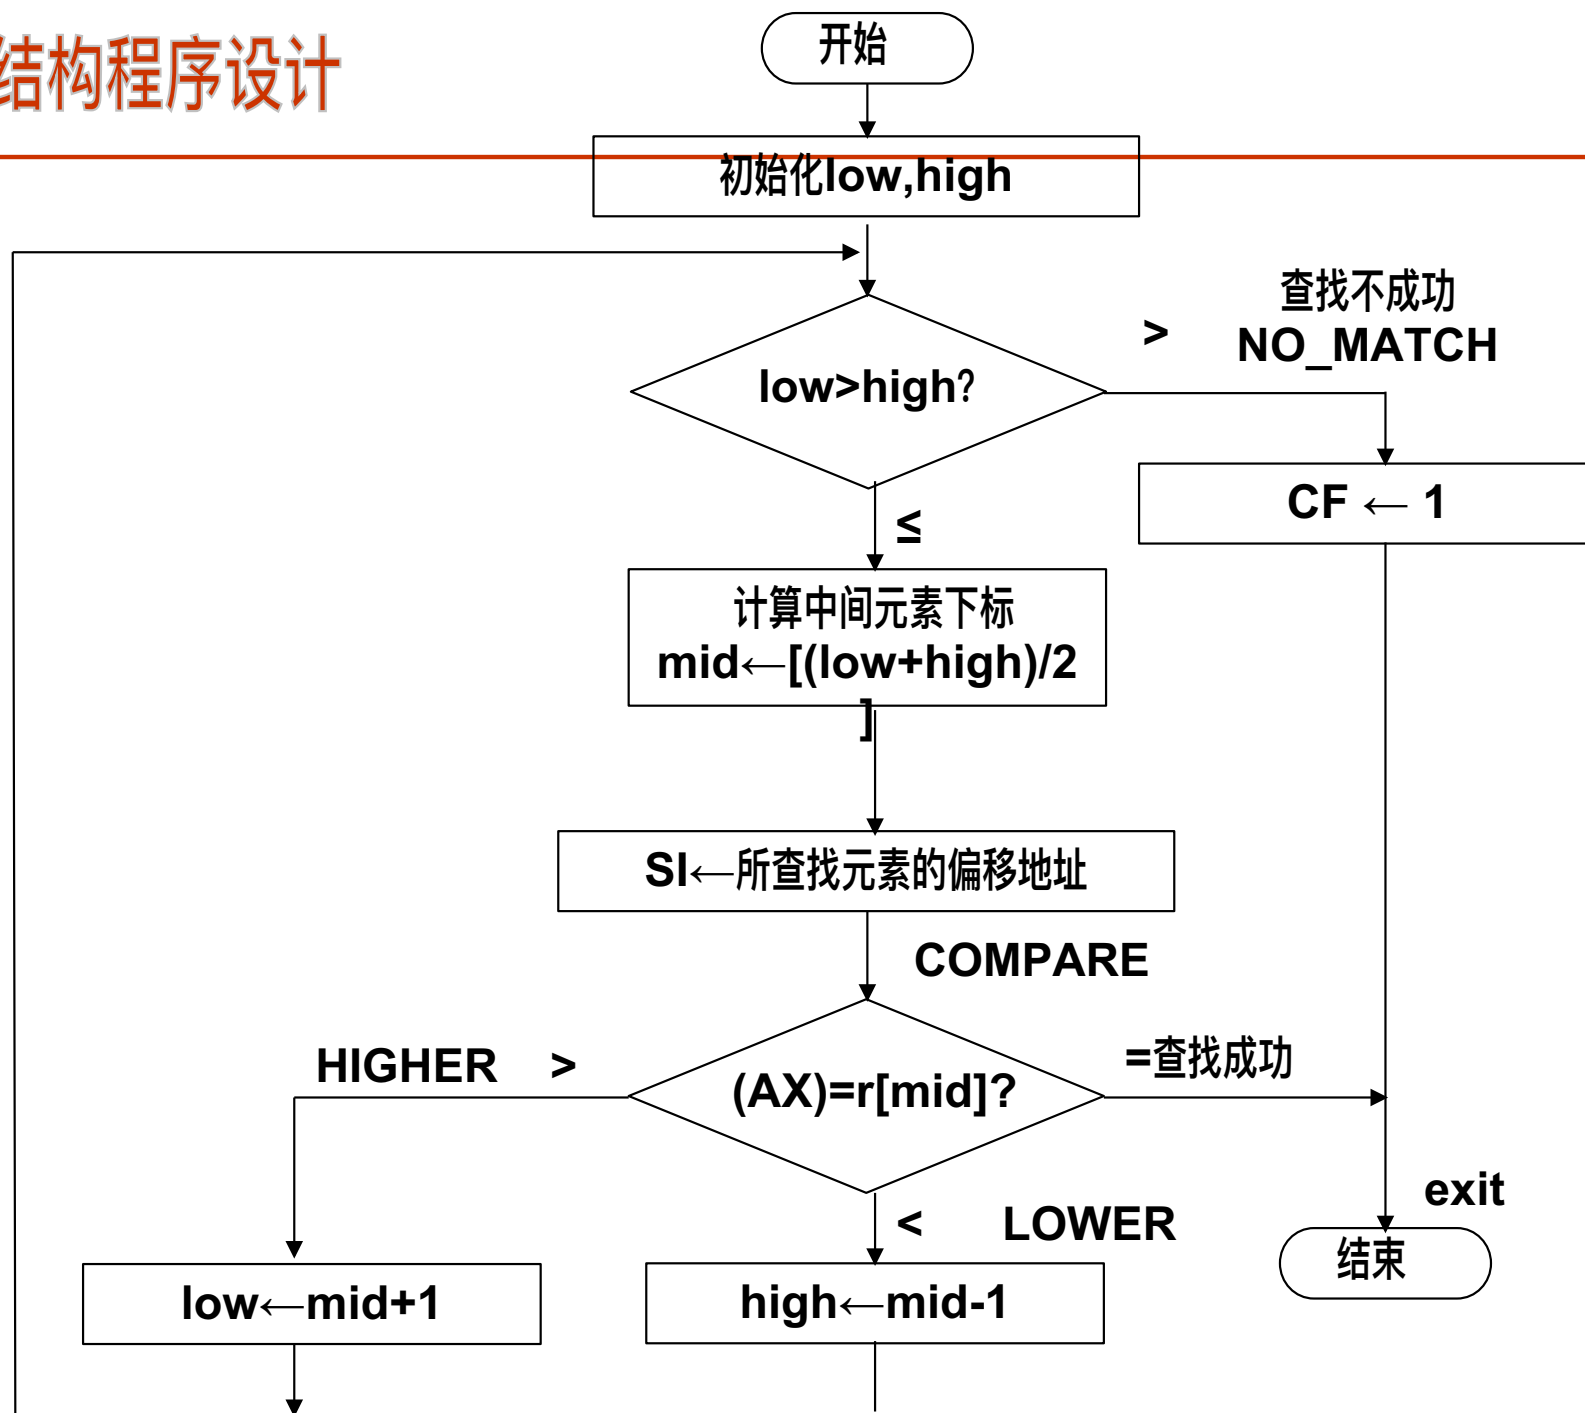 结构程序设计
开始
初始化low,high
low>high?
>
查找不成功
NO_MATCH
CF ← 1
≤
计算中间元素下标
mid←[(low+high)/2
]
SI←所查找元素的偏移地址
COMPARE
HIGHER >
(AX)=r[mid]?
=查找成功
< LOWER
exit
结束
low←mid+1
high←mid-1